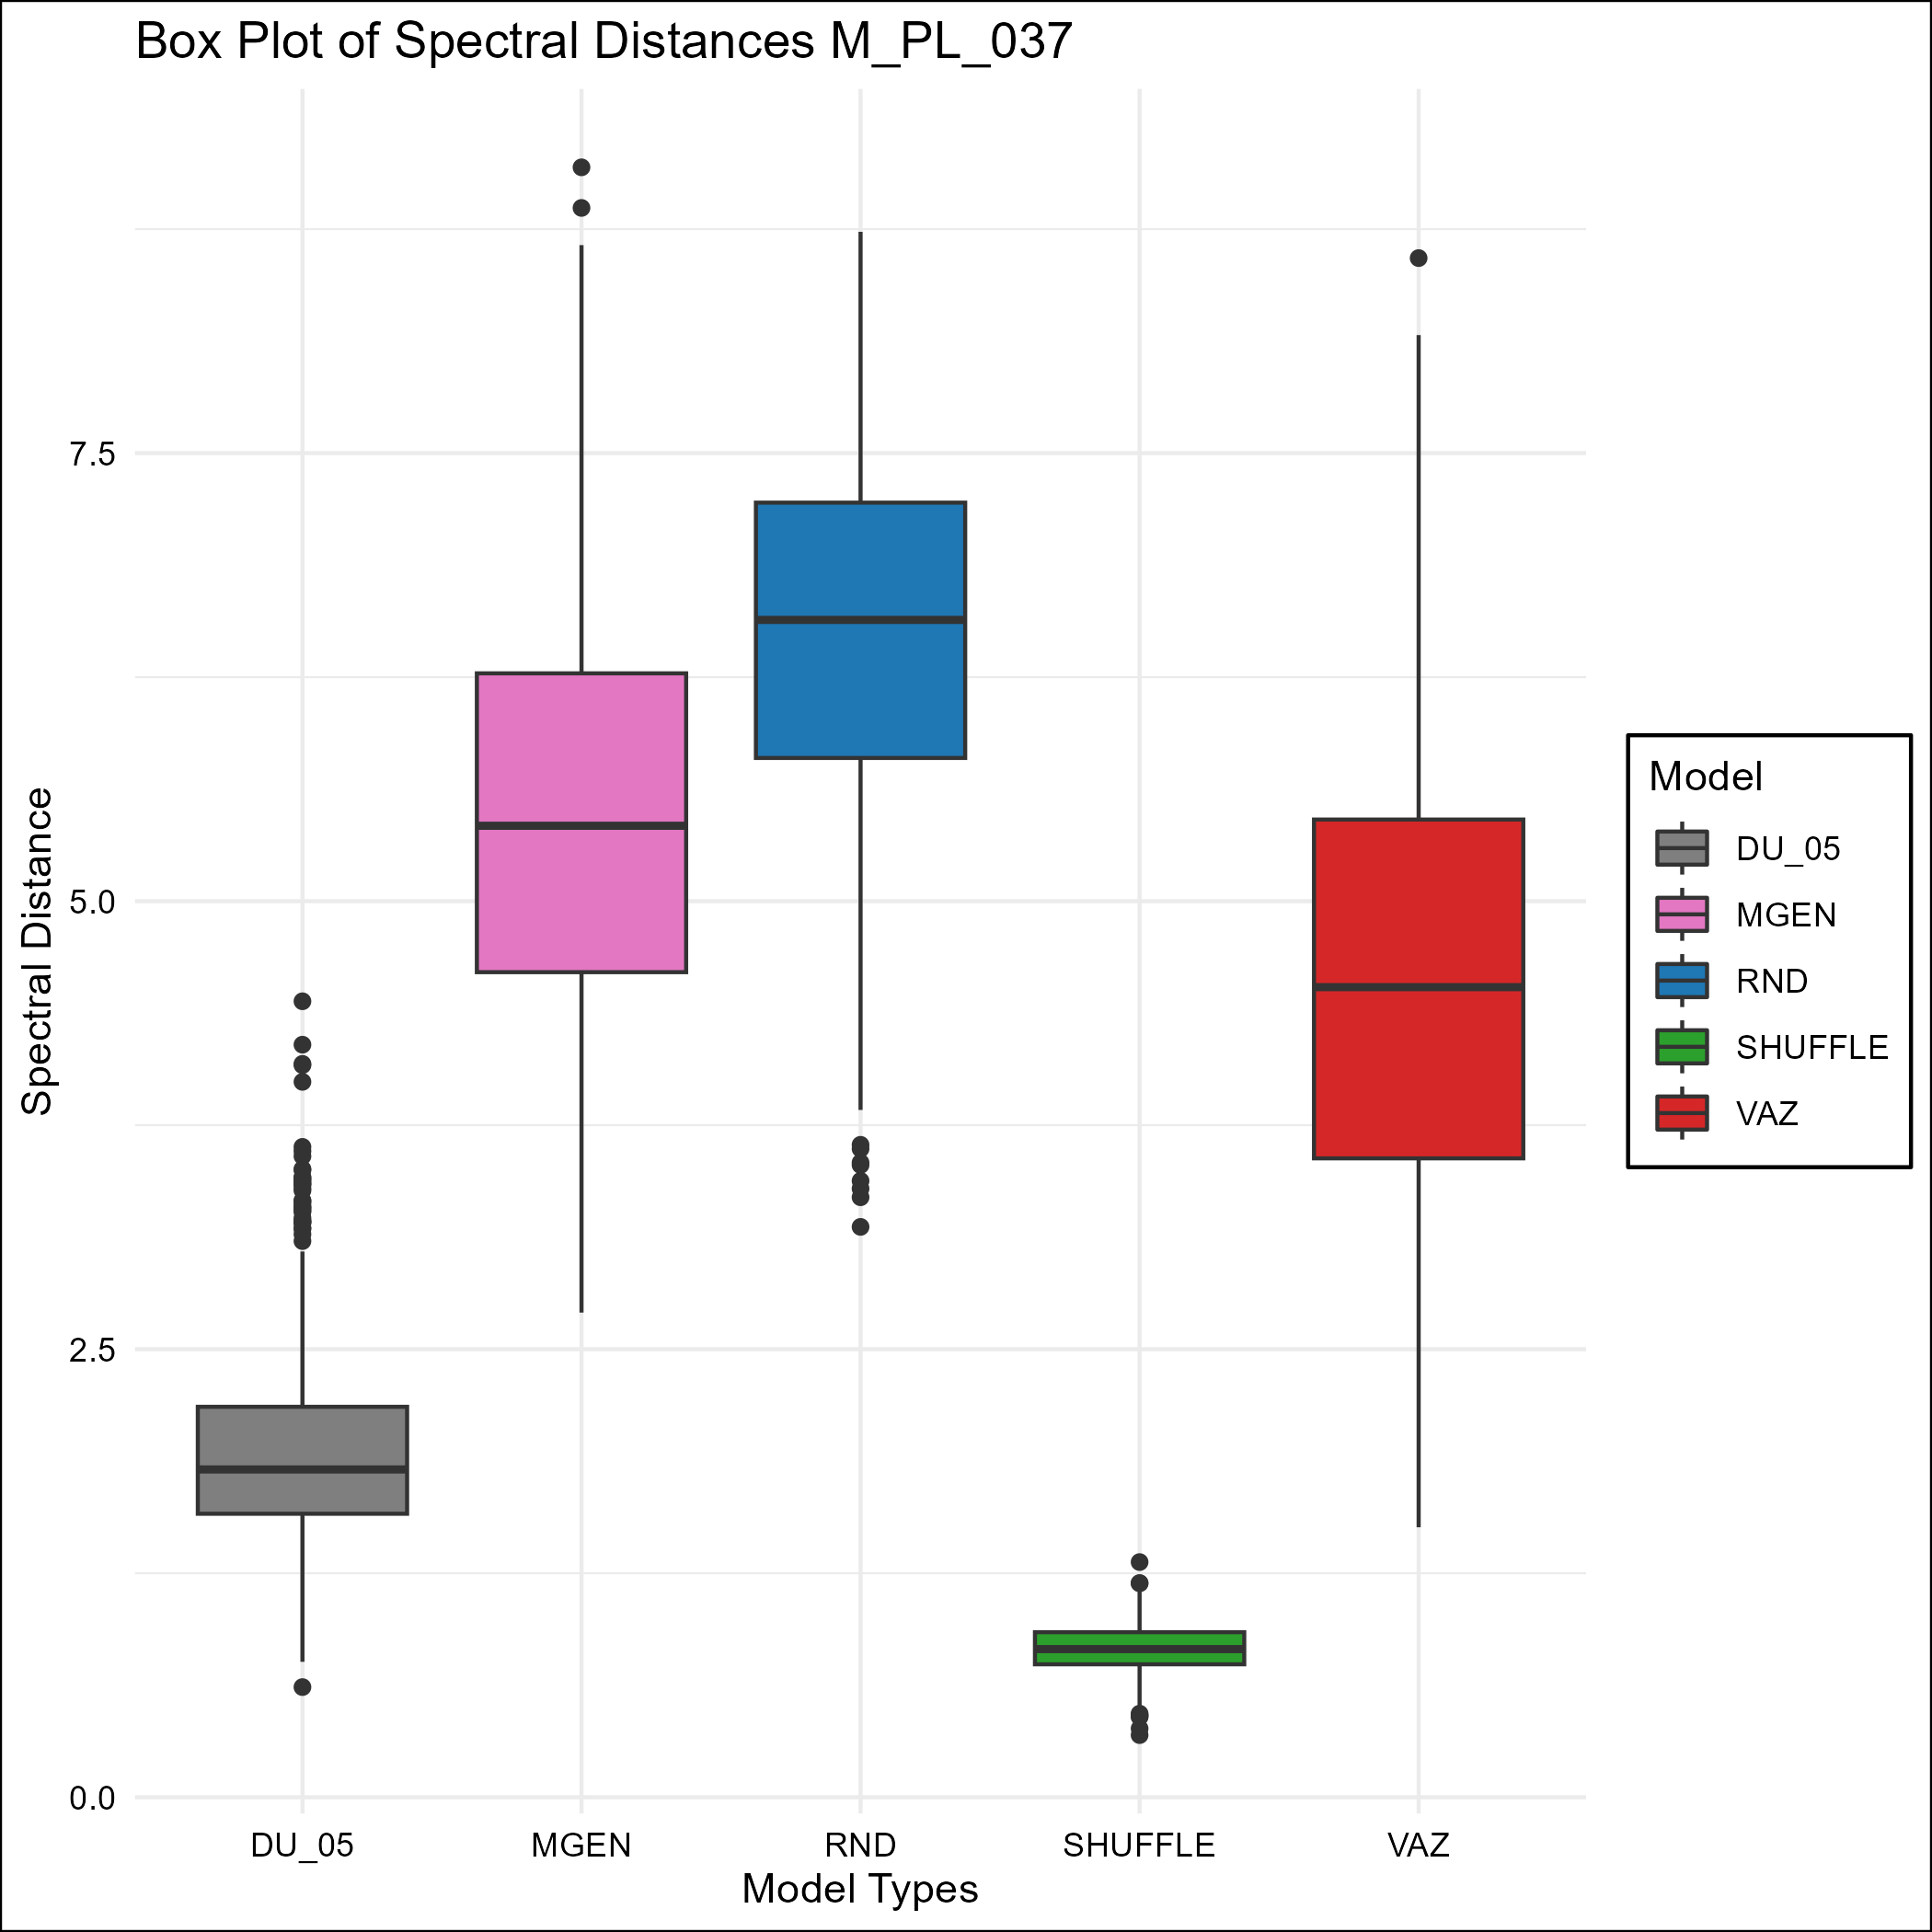 Box Plot of Spectral Distances M_PL_037
Spectral Distance
7.5
5.0
2.5
0.0
DU_05
MGEN
RND
SHUFFLE
VAZ
Model Types
Model
DU_05
MGEN
RND
SHUFFLE
VAZ